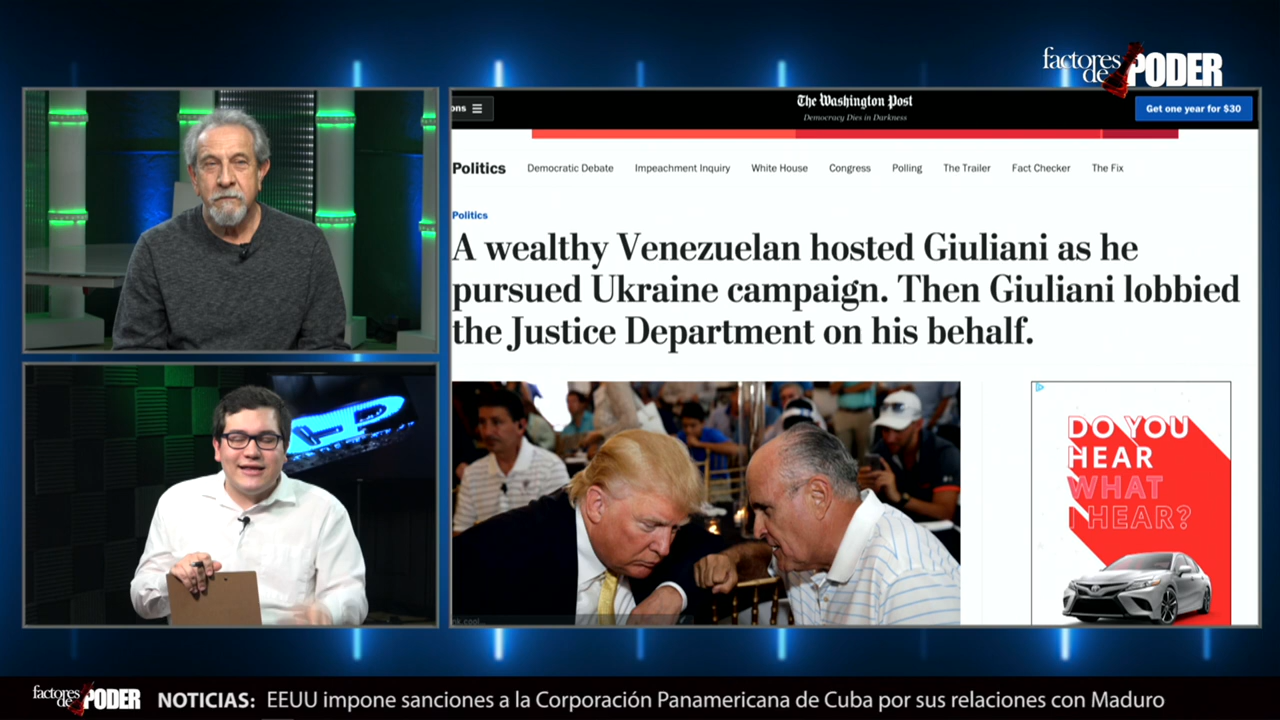 factores
de PODER
ons
The Washington Post
Democracy Dies in Darkness
Get one year for $30
Politics
Democratic Debate
Impeachment Inquiry
White House
Congress
Polling
The Trailer
Fact Checker
The Fix
Politics
A wealthy Venezuelan hosted Giuliani as he
pursued Ukraine campaign. Then Giuliani lobbied
the Justice Department on his behalf.
DO YOU
HEAR
WHAT
I HEAR?
factores
de PODER
NOTICIAS: EEUU impone sanciones a la Corporación Panamericana de Cuba por sus relaciones con Maduro